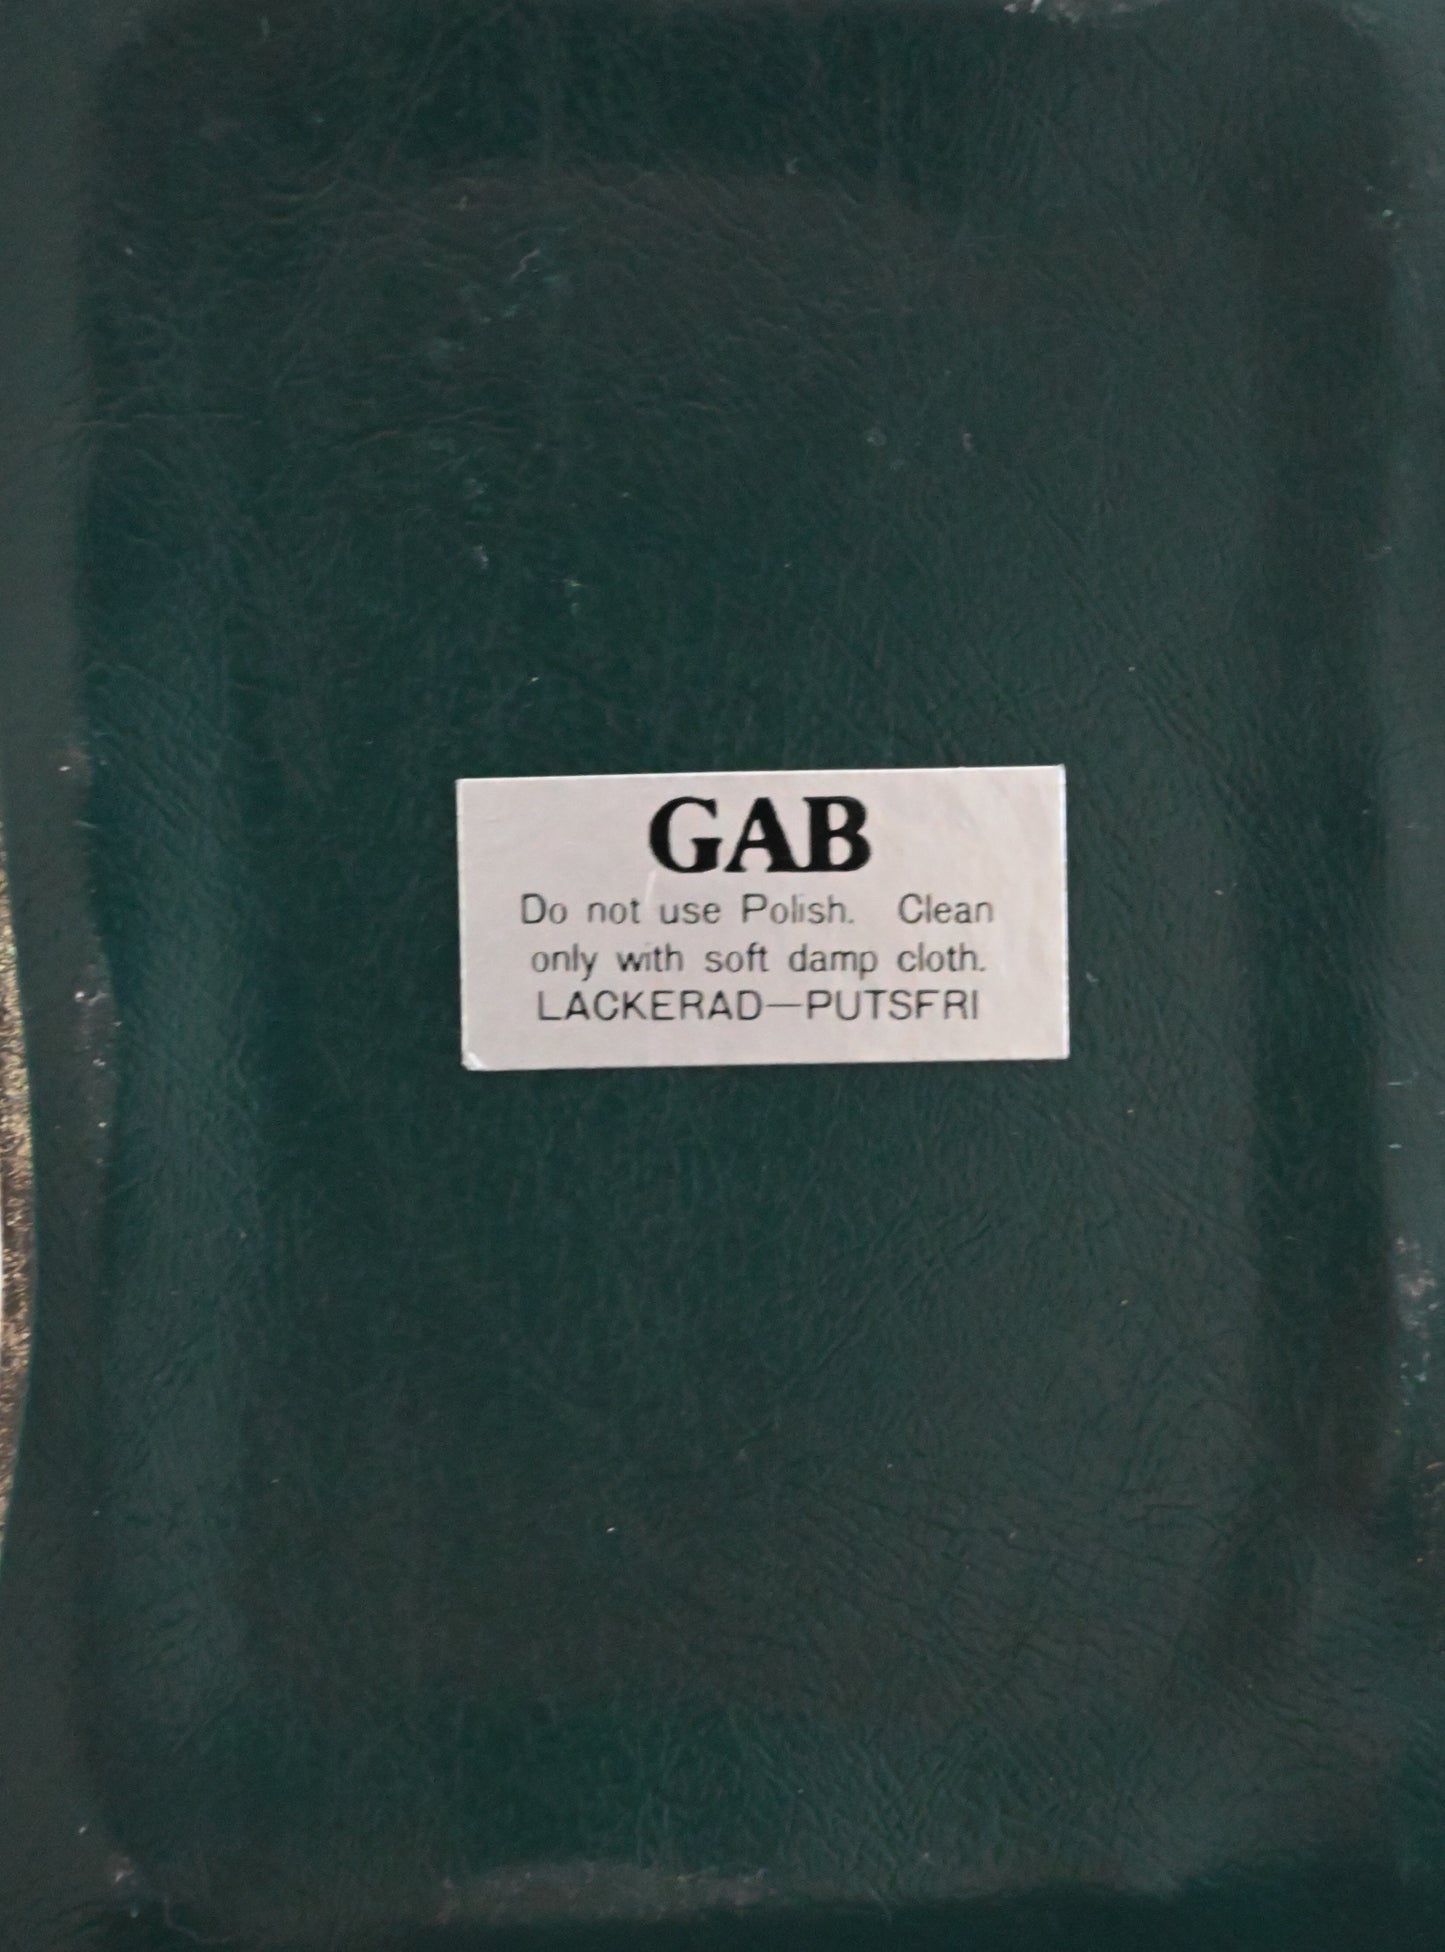 GAB
Do not use Polish. Clean
only with soft damp cloth.
LACKERAD—PUTSFRI